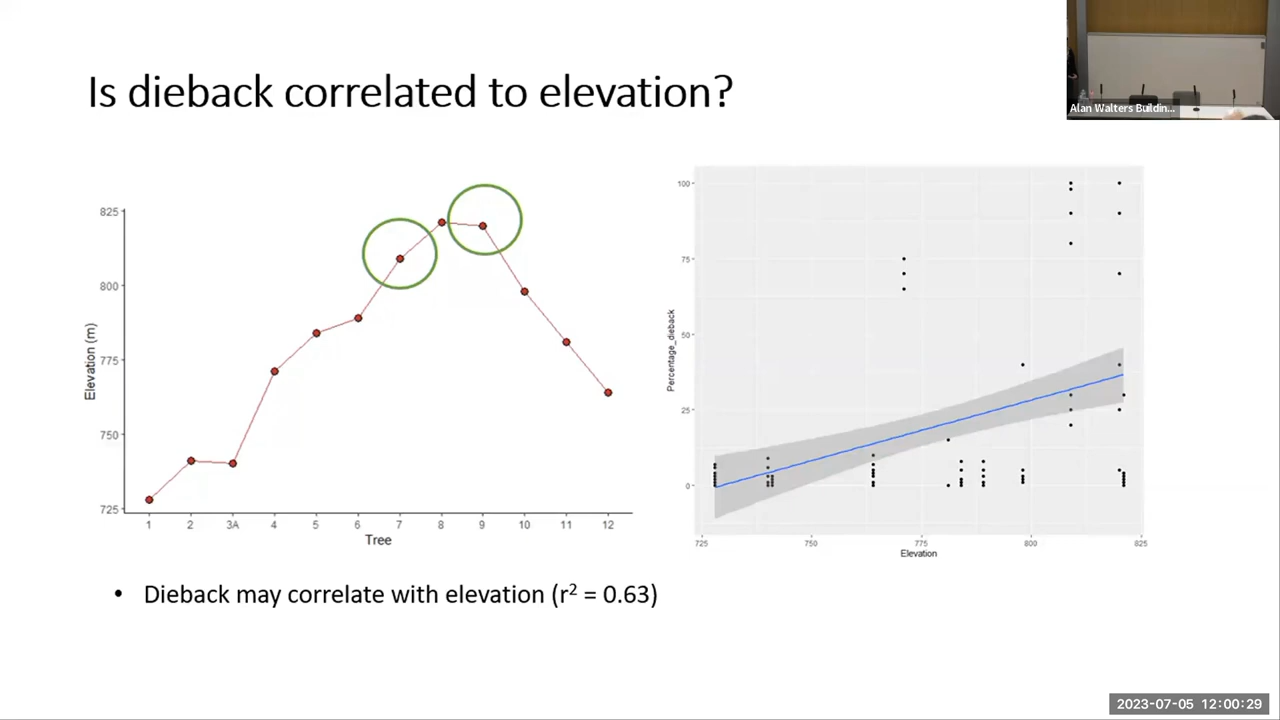 Is dieback correlated to elevation?
Alan Walters Buildin...
Elevation (m)
825
800
775
750
725
1 2 3A 4 5 6 7 8 9 10 11 12
Tree
Percentage_dieback
100
75
50
25
0
725 750 775 800 825
Elevation
• Dieback may correlate with elevation (r² = 0.63)
2023-07-05 12:00:29